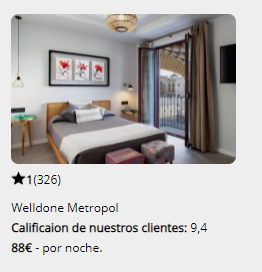 ★1(326)
Welldone Metropol
Calificaion de nuestros clientes: 9,4
88€ - por noche.